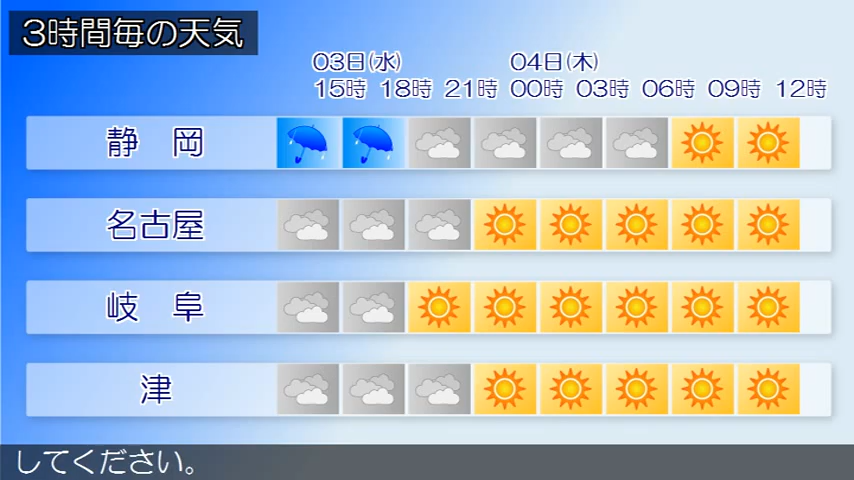 3時間毎の天気
03日(水) 04日(木)
15時 18時 21時 00時 03時 06時 09時 12時
静　岡
名古屋
岐　阜
津
してください。